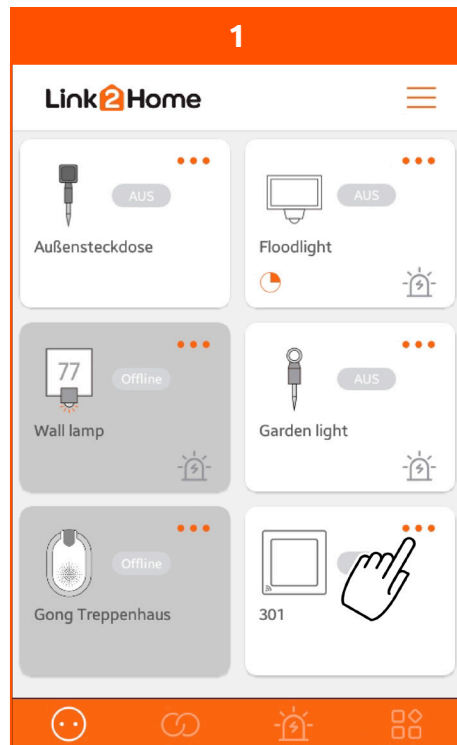 1
Link2Home
AUS
Außensteckdose
AUS
Floodlight
77
Offline
Wall lamp
AUS
Garden light
Offline
Gong Treppenhaus
301